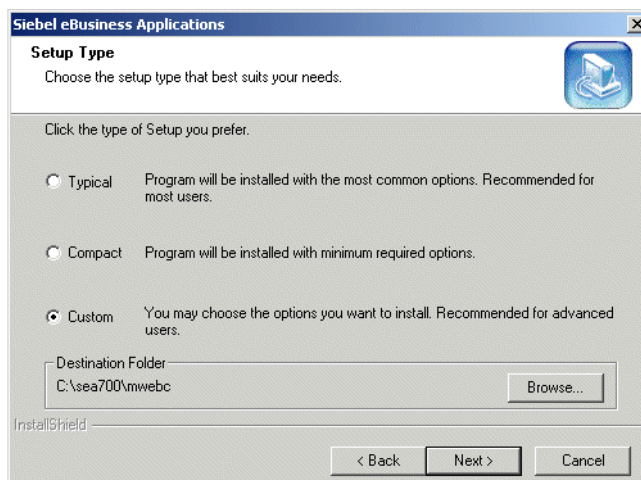 Siebel eBusiness Applications
Setup Type
Choose the setup type that best suits your needs.
Click the type of Setup you prefer.
Typical Program will be installed with the most common options. Recommended for
most users.
Compact Program will be installed with minimum required options.
Custom You may choose the options you want to install. Recommended for advanced
users.
Destination Folder
C:\sea700\mwebc
Browse...
InstallShield
< Back Next > Cancel